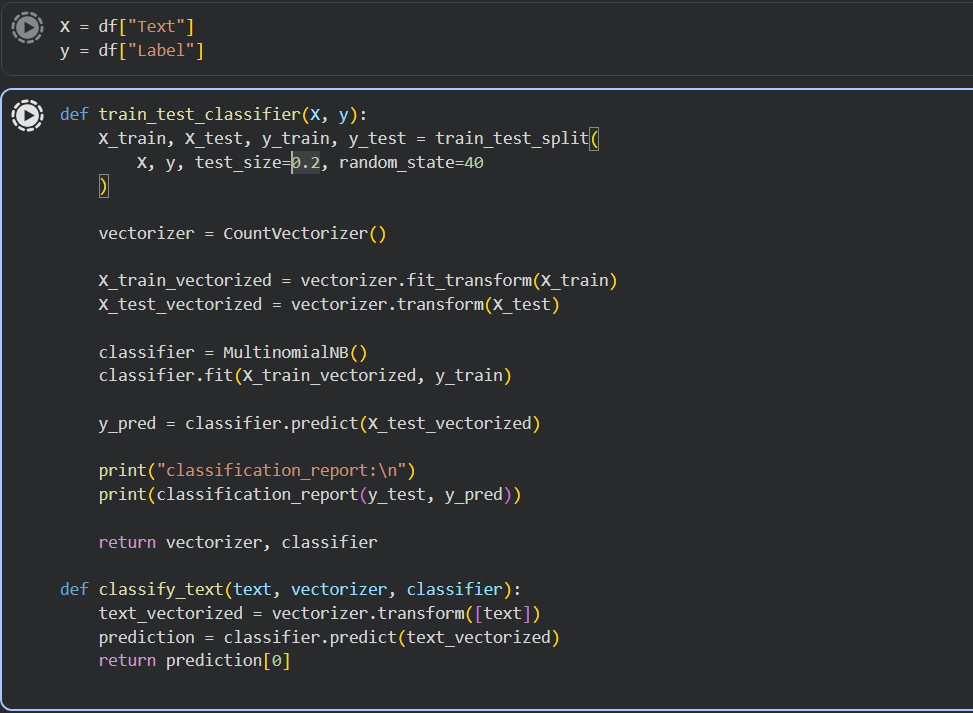 X = df["Text"]
y = df["Label"]
def train_test_classifier(X, y):
    X_train, X_test, y_train, y_test = train_test_split(
        X, y, test_size=0.2, random_state=40
    )
    vectorizer = CountVectorizer()
    X_train_vectorized = vectorizer.fit_transform(X_train)
    X_test_vectorized = vectorizer.transform(X_test)
    classifier = MultinomialNB()
    classifier.fit(X_train_vectorized, y_train)
    y_pred = classifier.predict(X_test_vectorized)
    print("classification_report:\n")
    print(classification_report(y_test, y_pred))
    return vectorizer, classifier
def classify_text(text, vectorizer, classifier):
    text_vectorized = vectorizer.transform([text])
    prediction = classifier.predict(text_vectorized)
    return prediction[0]